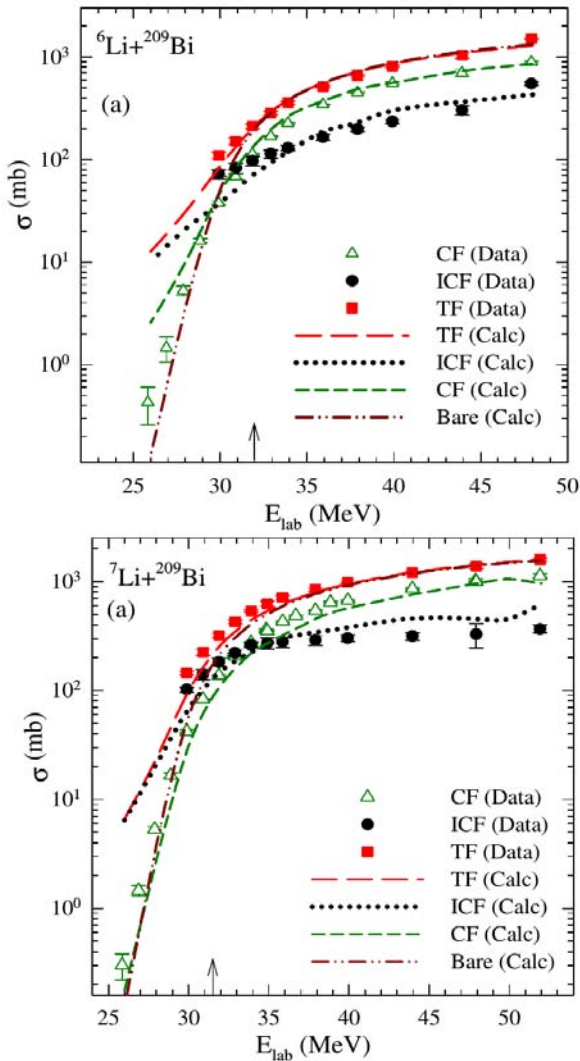 ⁶Li+²⁰⁹Bi
(a)
10³
10²
10¹
10⁰
σ (mb)
CF (Data)
ICF (Data)
TF (Data)
TF (Calc)
ICF (Calc)
CF (Calc)
Bare (Calc)
25 30 35 40 45 50
E_lab (MeV)
⁷Li+²⁰⁹Bi
(a)
10³
10²
10¹
10⁰
σ (mb)
CF (Data)
ICF (Data)
TF (Data)
TF (Calc)
ICF (Calc)
CF (Calc)
Bare (Calc)
25 30 35 40 45 50
E_lab (MeV)